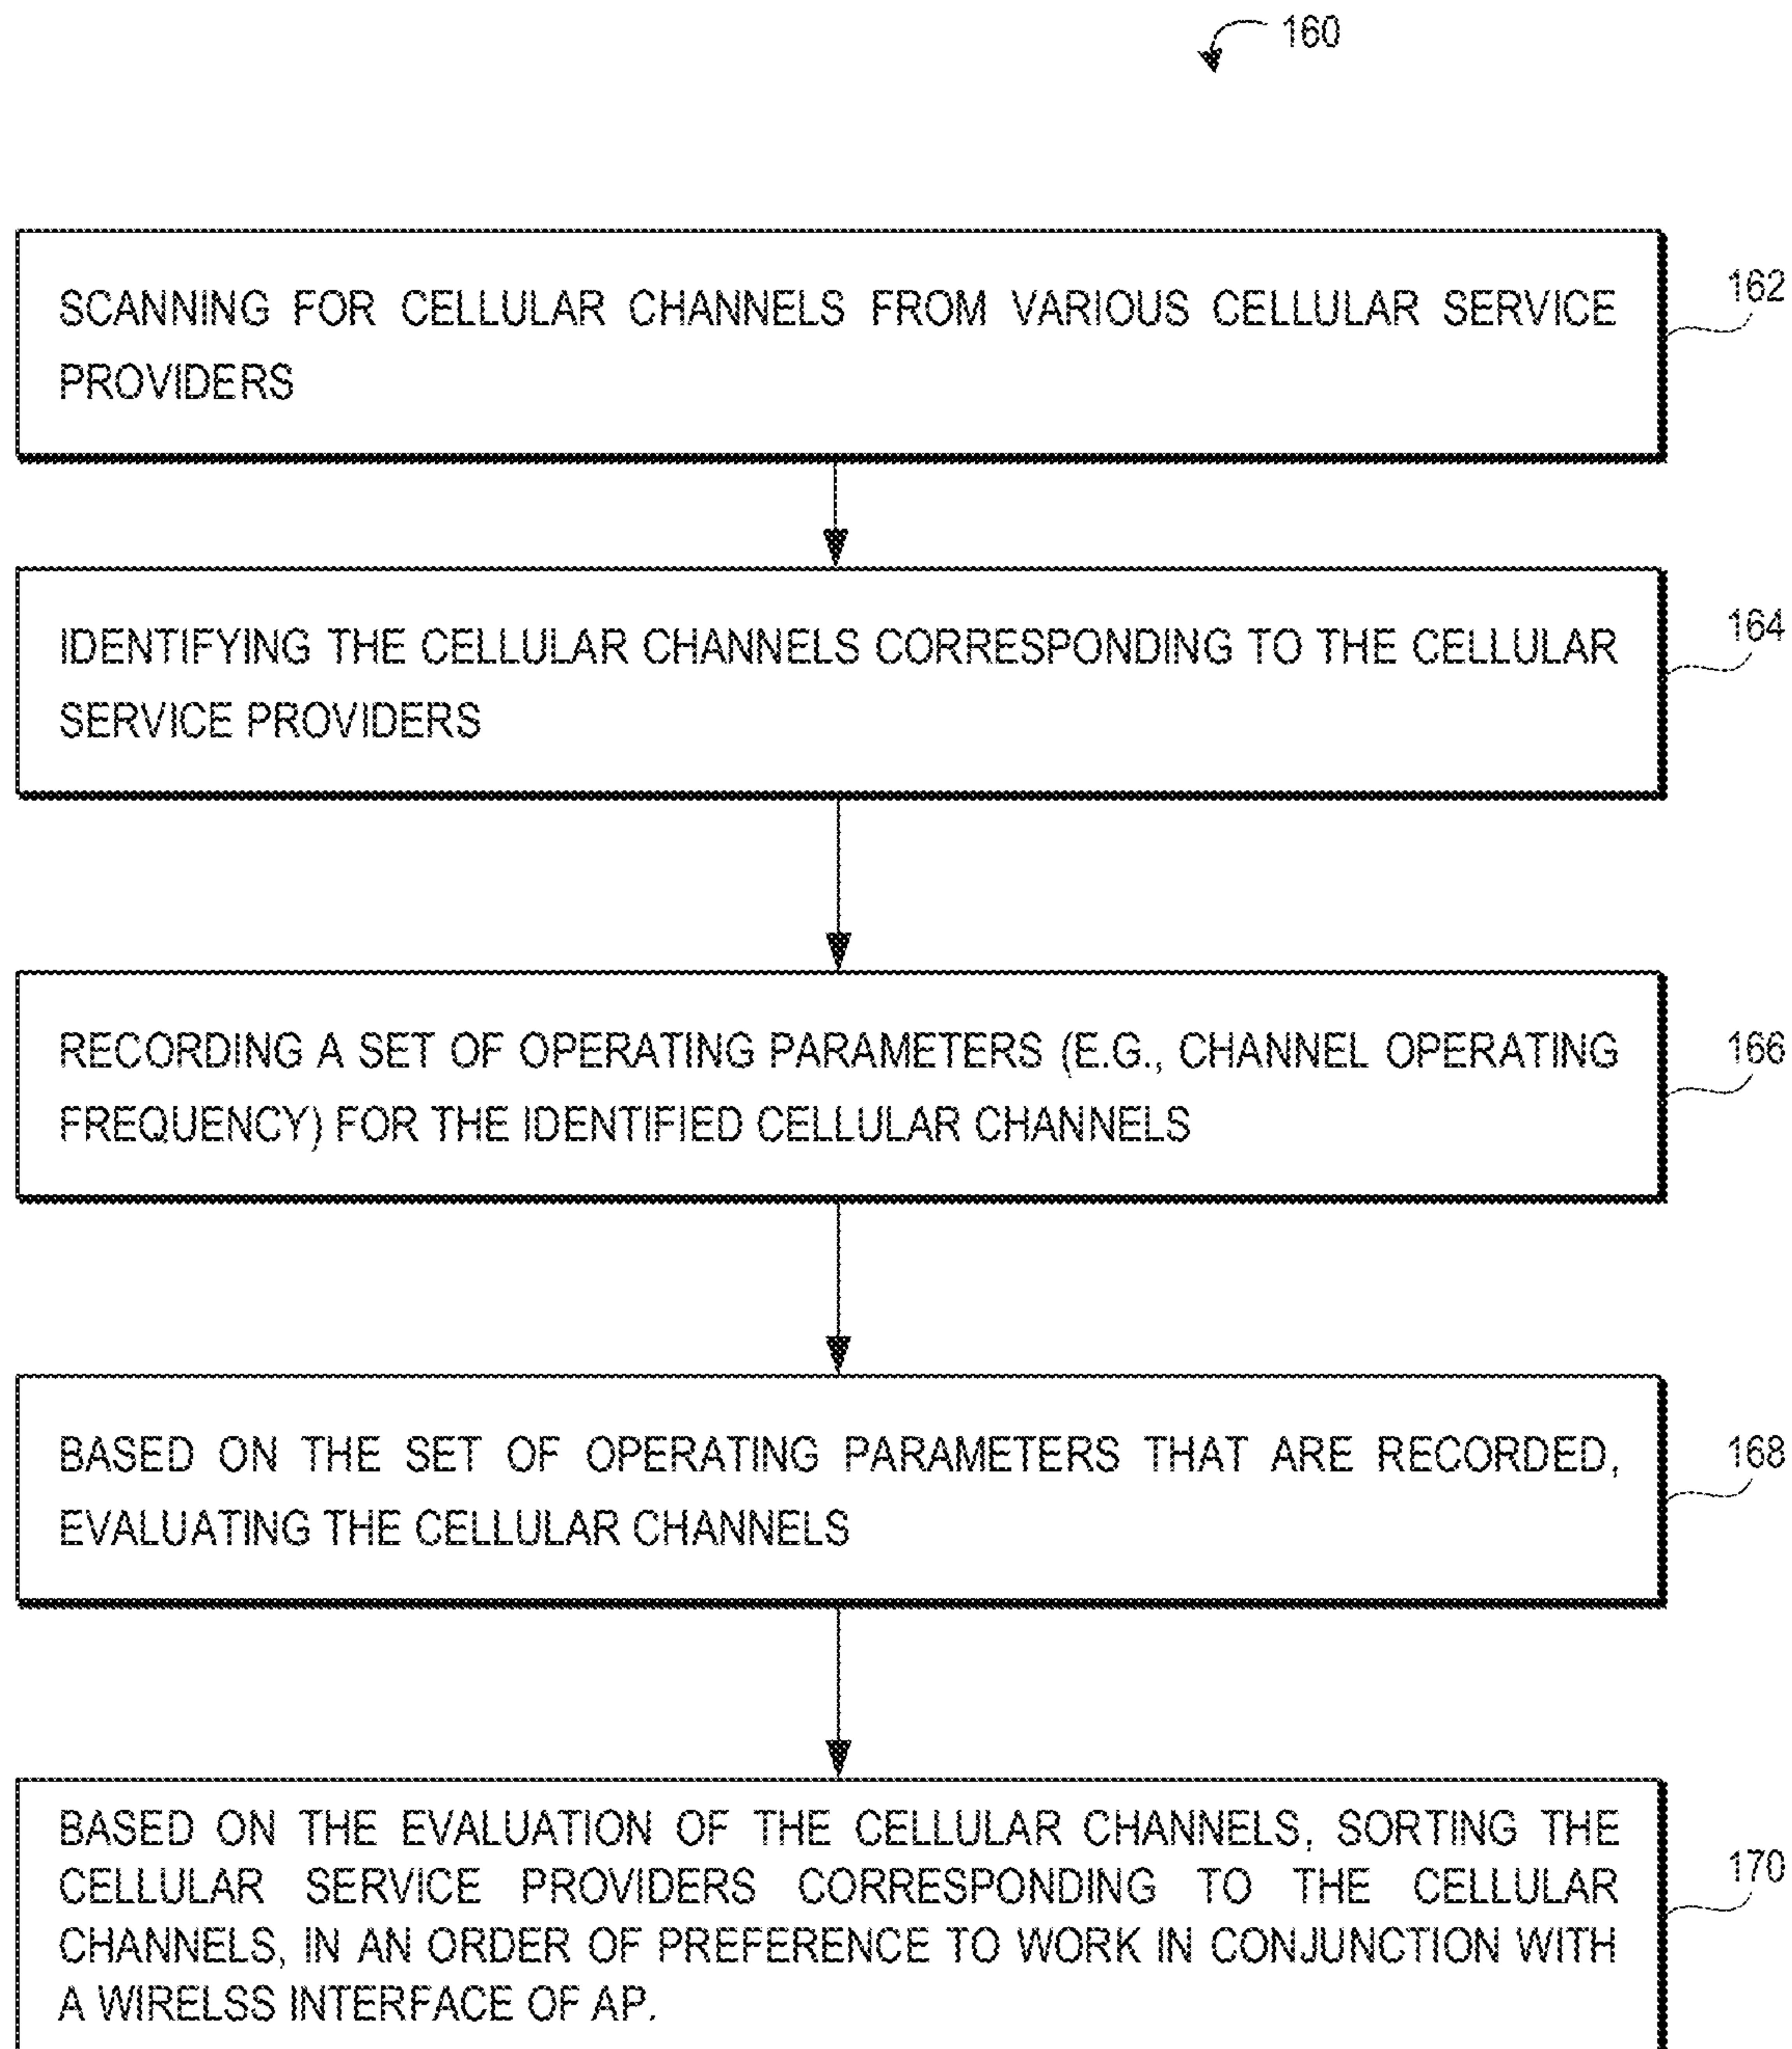 160
SCANNING FOR CELLULAR CHANNELS FROM VARIOUS CELLULAR SERVICE
PROVIDERS
162
IDENTIFYING THE CELLULAR CHANNELS CORRESPONDING TO THE CELLULAR
SERVICE PROVIDERS
164
RECORDING A SET OF OPERATING PARAMETERS (E.G., CHANNEL OPERATING
FREQUENCY) FOR THE IDENTIFIED CELLULAR CHANNELS
166
BASED ON THE SET OF OPERATING PARAMETERS THAT ARE RECORDED,
EVALUATING THE CELLULAR CHANNELS
168
BASED ON THE EVALUATION OF THE CELLULAR CHANNELS, SORTING THE
CELLULAR SERVICE PROVIDERS CORRESPONDING TO THE CELLULAR
CHANNELS, IN AN ORDER OF PREFERENCE TO WORK IN CONJUNCTION WITH
A WIRELSS INTERFACE OF AP.
170